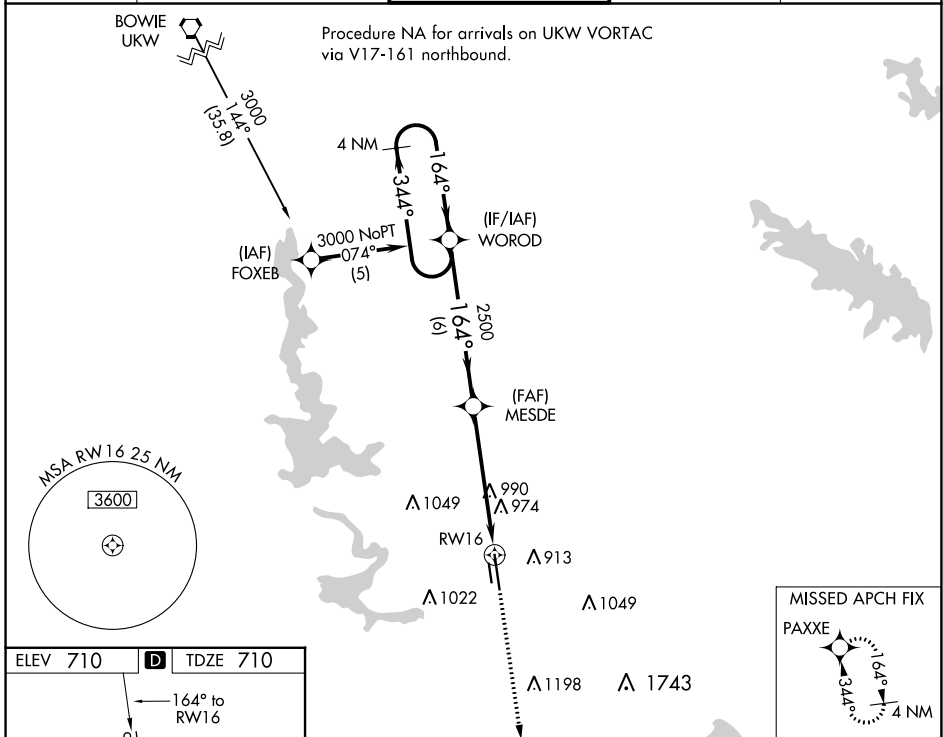 BOWIE
UKW
Procedure NA for arrivals on UKW VORTAC
via V17-161 northbound.
3000
144°
(35.8)
4 NM
164°
344°
(IF/IAF)
WOROD
3000 NoPT
074°
(5)
(IAF)
FOXEB
2500
164°
(6)
(FAF)
MESDE
MSA RW16 25 NM
3600
1049
990
974
RW16
913
1022
1049
MISSED APCH FIX
PAXXE
164°
344°
4 NM
1198
1743
ELEV 710
D
TDZE 710
164° to
RW16